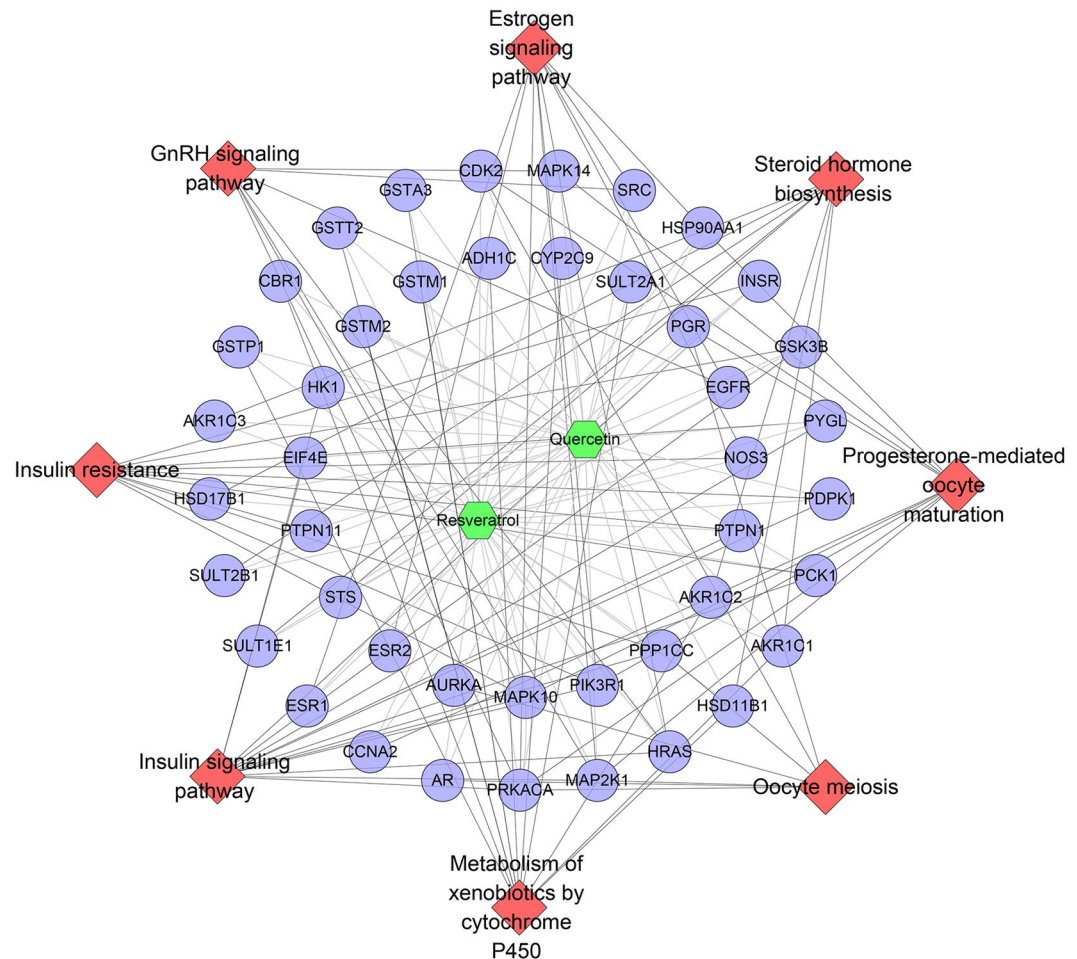 Estrogen
signaling
pathway
GnRH signaling
pathway
Steroid hormone
biosynthesis
CDK2
MAPK14
GSTA3
SRC
GSTT2
HSP90AA1
ADH1C
CYP2C9
CBR1
GSTM1
SULT2A1
INSR
GSTM2
PGR
GSTP1
GSK3B
HK1
EGFR
AKR1C3
PYGL
Quercetin
EIF4E
NOS3
Insulin resistance
Progesterone-mediated
oocyte
maturation
HSD17B1
PDPK1
Resveratrol
PTPN11
PTPN1
SULT2B1
PCK1
STS
AKR1C2
SULT1E1
ESR2
PPP1CC
AKR1C1
AURKA
MAPK10
PIK3R1
ESR1
HSD11B1
CCNA2
HRAS
Insulin signaling
pathway
AR
PRKACA
MAP2K1
Oocyte meiosis
Metabolism of
xenobiotics by
cytochrome
P450